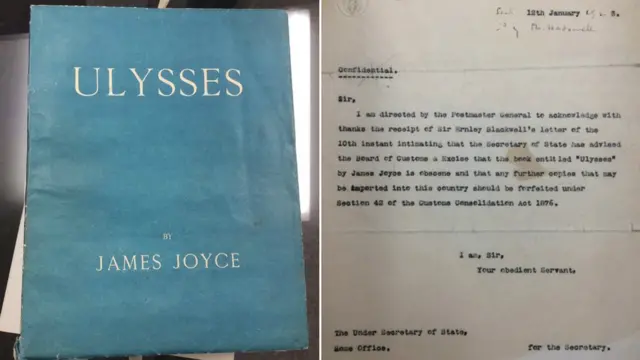 ULYSSES
BY
JAMES JOYCE
12th January
Confidential.
Sir,
I am directed by the Postmaster General to acknowledge with
thanks the receipt of Sir Ernley Blackwell's letter of the
10th instant intimating that the Secretary of State has advised
the Board of Customs & Excise that the book entitled "Ulysses"
by James Joyce is obscene and that any further copies that may
be imported into this country should be forfeited under
Section 42 of the Customs Consolidation Act 1876.
I am, Sir,
Your obedient Servant,
The Under Secretary of State,
Home Office.
for the Secretary.